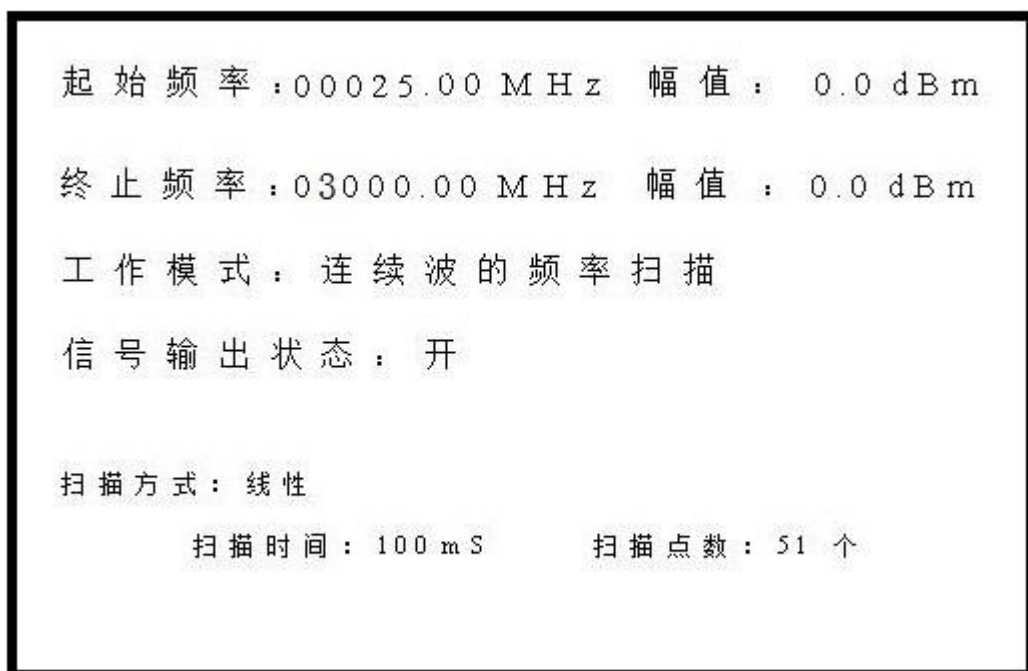 起始频率:00025.00 MHz 幅值: 0.0 dBm
终止频率:03000.00 MHz 幅值 : 0.0 dBm
工作模式: 连续波的频率扫描
信号输出状态: 开
扫描方式: 线性
扫描时间: 100 mS 扫描点数: 51 个